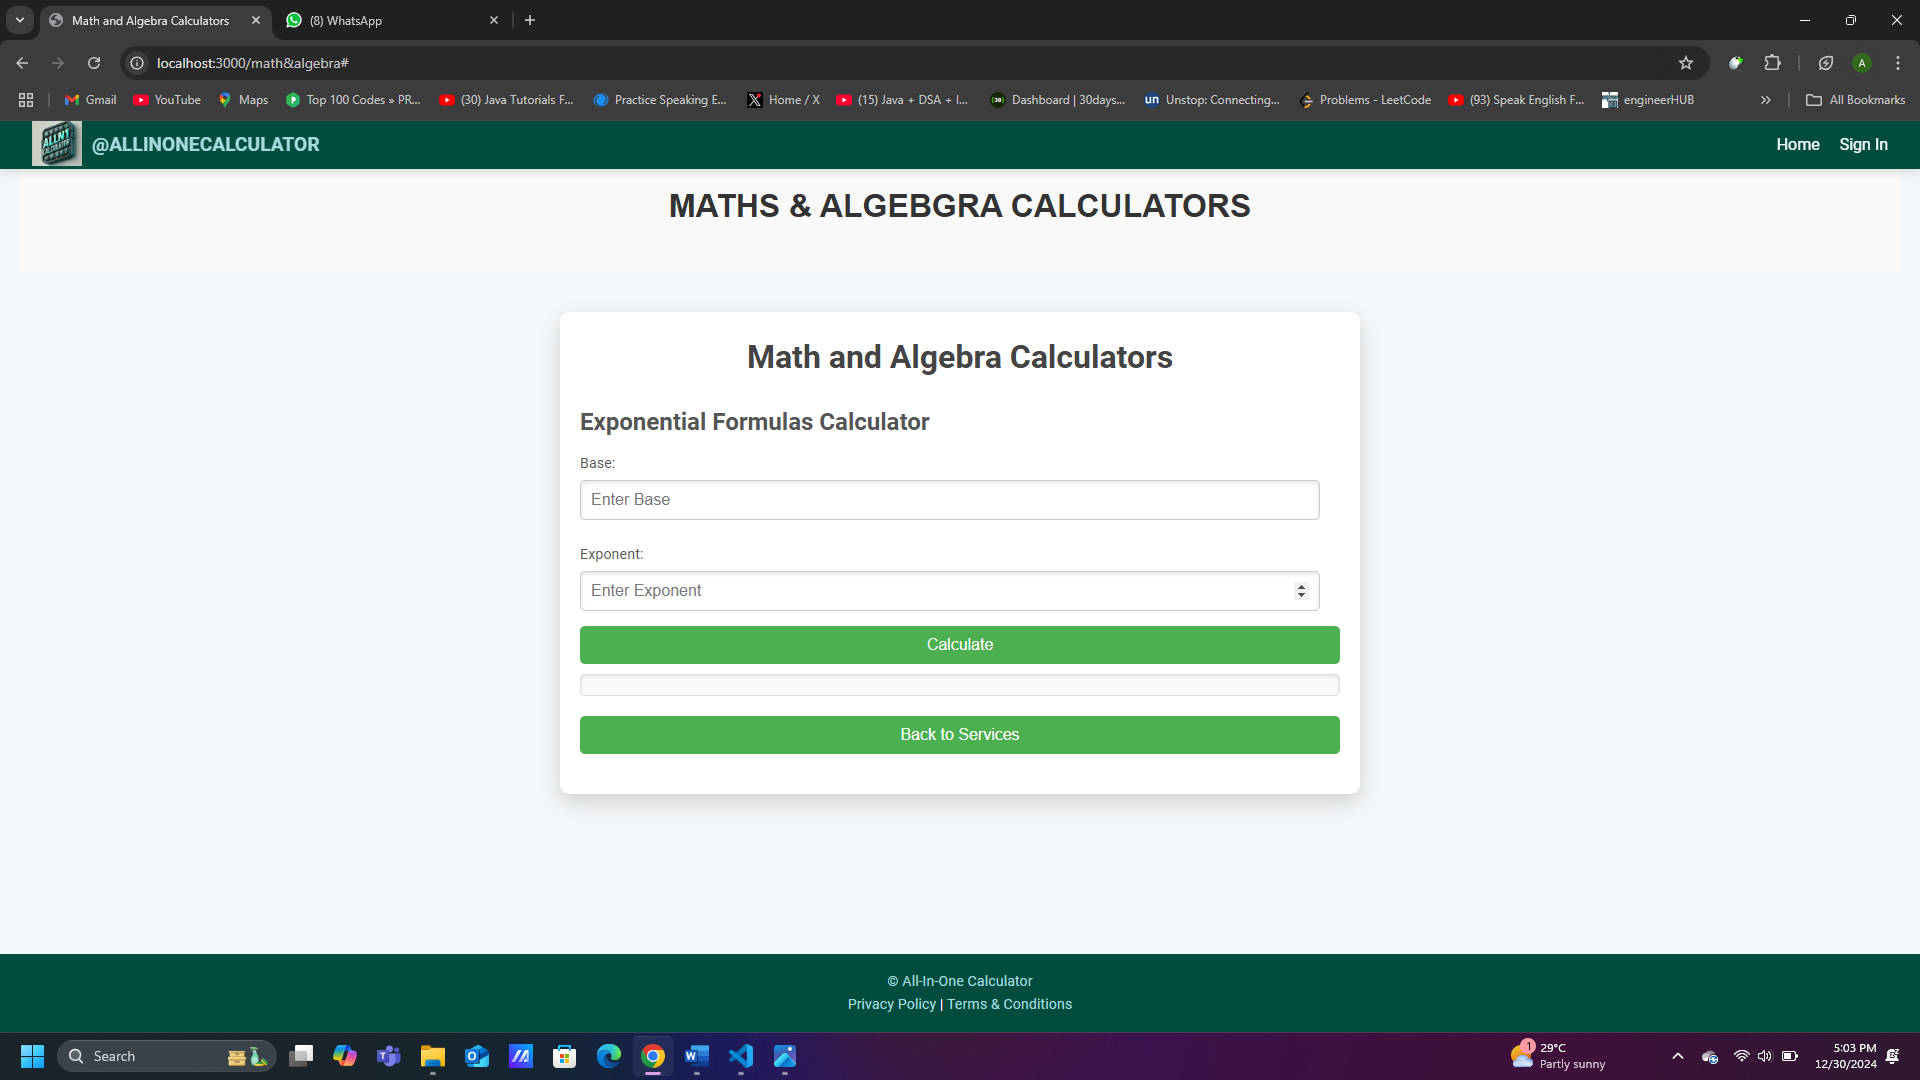 Math and Algebra Calculators
(8) WhatsApp
localhost:3000/math&algebra#
Gmail
YouTube
Maps
Top 100 Codes » PR...
(30) Java Tutorials F...
Practice Speaking E...
Home / X
(15) Java + DSA + I...
Dashboard | 30days...
Unstop: Connecting...
Problems - LeetCode
(93) Speak English F...
engineerHUB
All Bookmarks
ALLN1
CALCULATOR
@ALLINONECALCULATOR
Home
Sign In
MATHS & ALGEBGRA CALCULATORS
Math and Algebra Calculators
Exponential Formulas Calculator
Base:
Enter Base
Exponent:
Enter Exponent
Calculate
Back to Services
© All-In-One Calculator
Privacy Policy | Terms & Conditions
Search
1
29°C
Partly sunny
5:03 PM
12/30/2024